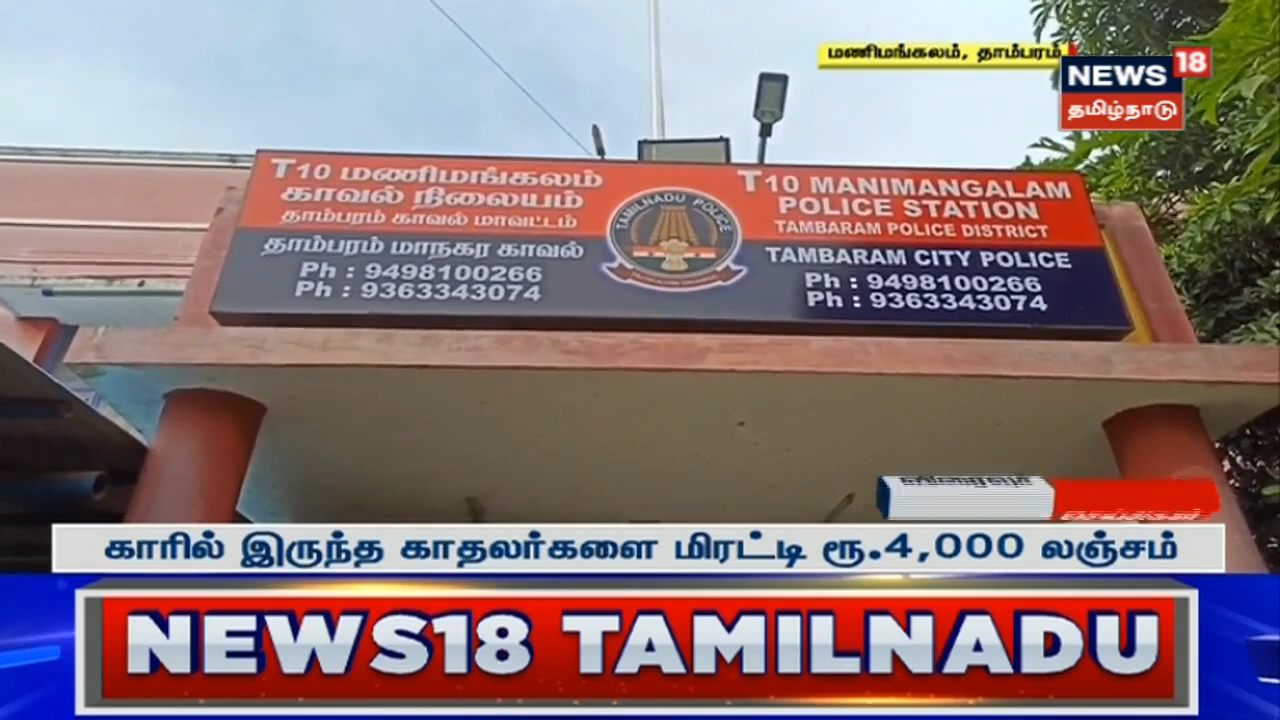 மணிமங்கலம், தாம்பரம்
NEWS 18
தமிழ்நாடு
T10 மணிமங்கலம்
காவல் நிலையம்
தாம்பரம் காவல் மாவட்டம்
தாம்பரம் மாநகர காவல்
Ph : 9498100266
Ph : 9363343074
TAMILNADU POLICE
T10 MANIMANGALAM
POLICE STATION
TAMBARAM POLICE DISTRICT
TAMBARAM CITY POLICE
Ph : 9498100266
Ph : 9363343074
காரில் இருந்த காதலர்களை மிரட்டி ரூ.4,000 லஞ்சம்
NEWS18 TAMILNADU